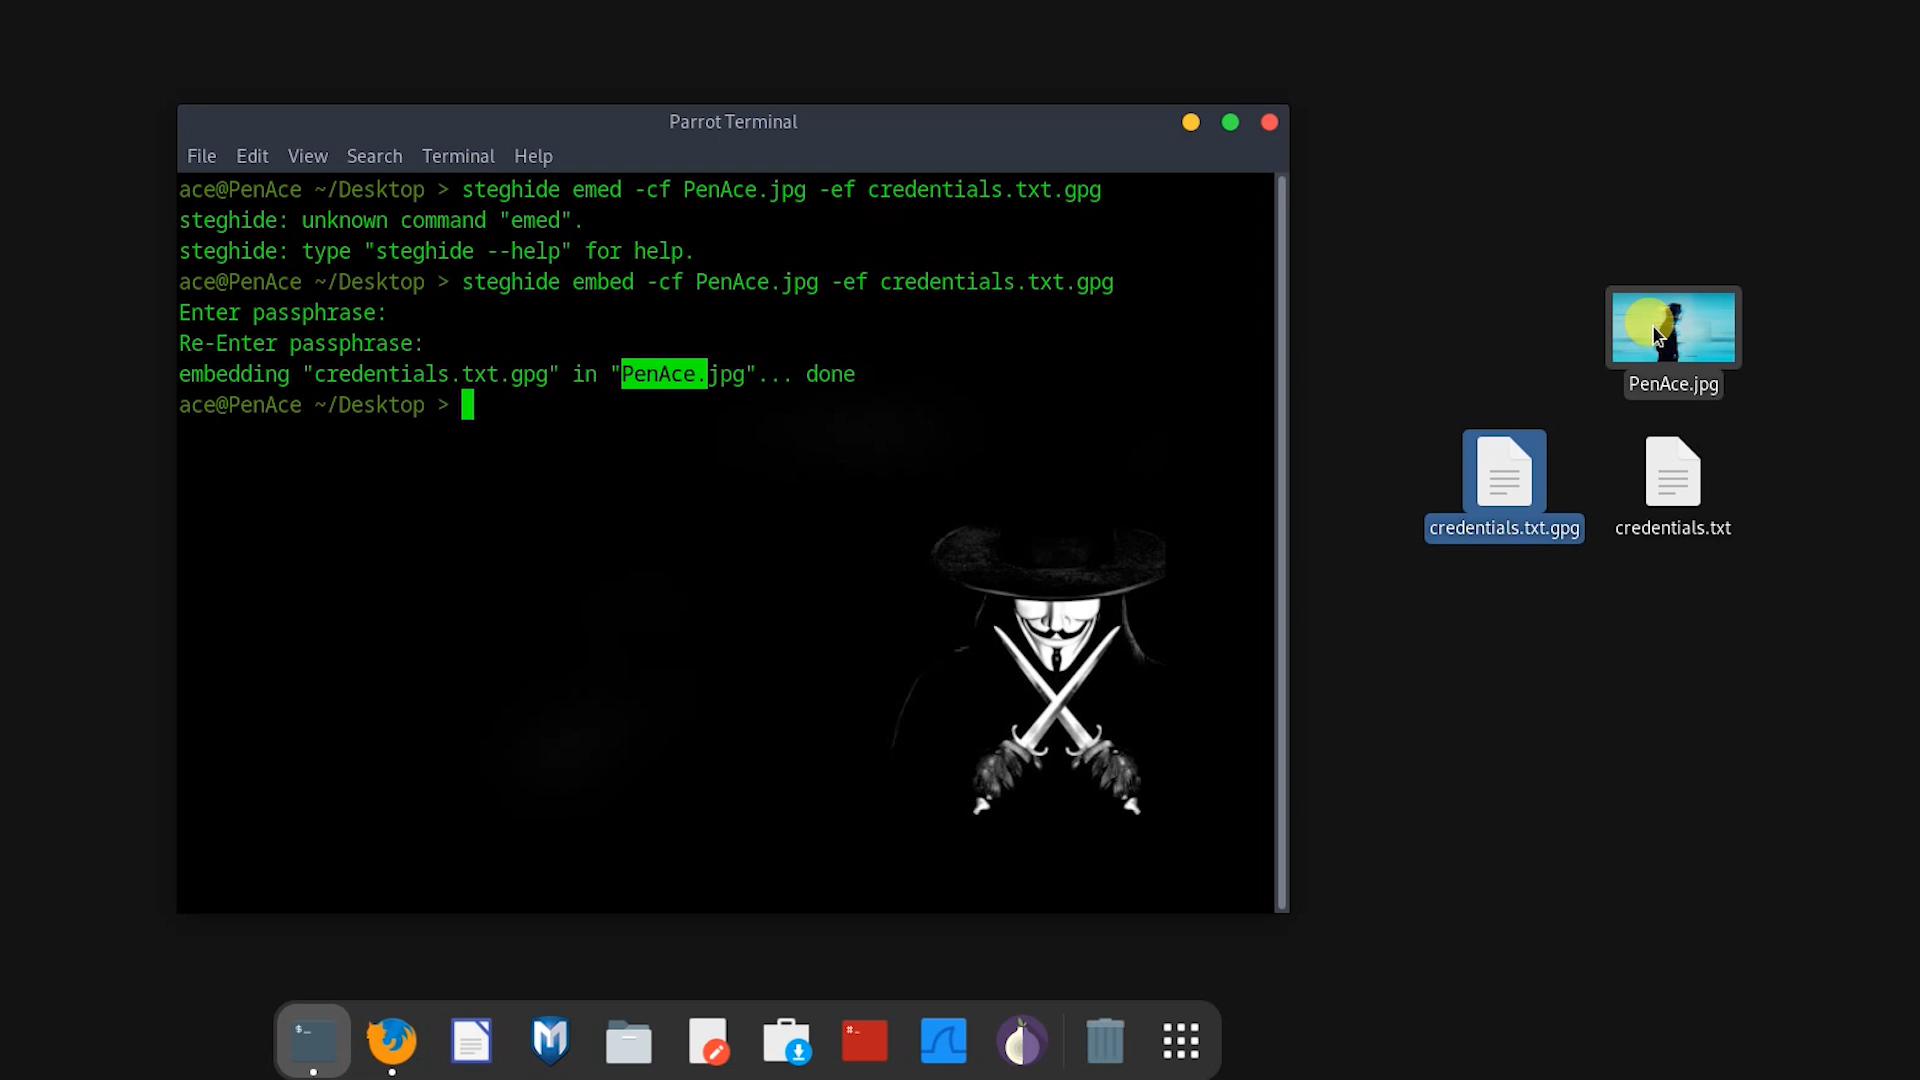 Parrot Terminal
File Edit View Search Terminal Help
ace@PenAce ~/Desktop > steghide emed -cf PenAce.jpg -ef credentials.txt.gpg
steghide: unknown command "emed".
steghide: type "steghide --help" for help.
ace@PenAce ~/Desktop > steghide embed -cf PenAce.jpg -ef credentials.txt.gpg
Enter passphrase:
Re-Enter passphrase:
embedding "credentials.txt.gpg" in "PenAce.jpg"... done
ace@PenAce ~/Desktop >
PenAce.jpg
credentials.txt.gpg
credentials.txt
$_
M
#-